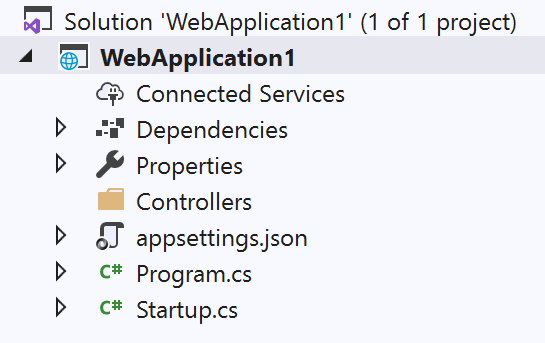 Solution 'WebApplication1' (1 of 1 project)
WebApplication1
Connected Services
Dependencies
Properties
Controllers
appsettings.json
C# Program.cs
C# Startup.cs